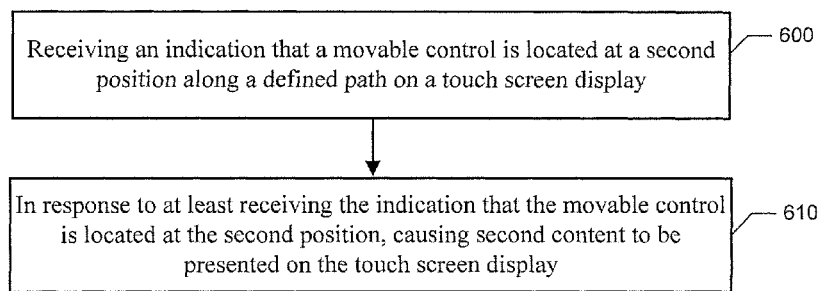 Receiving an indication that a movable control is located at a second
position along a defined path on a touch screen display
600
In response to at least receiving the indication that the movable control
is located at the second position, causing second content to be
presented on the touch screen display
610